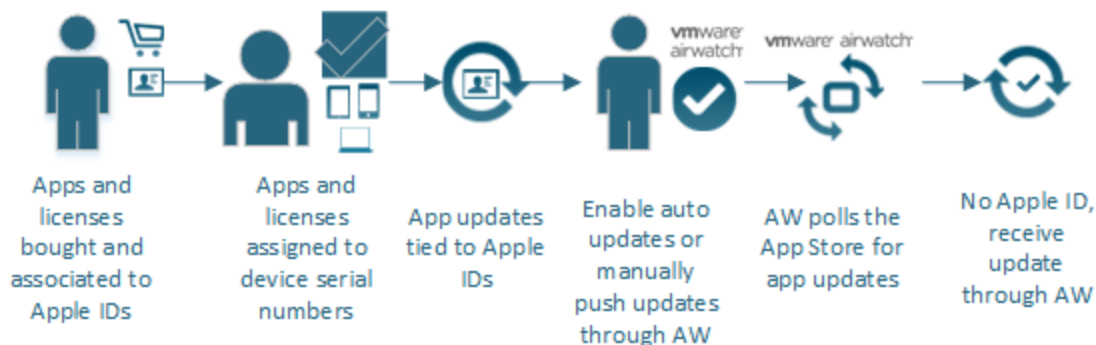 vmware
airwatch
vmware airwatch
Apps and
licenses
bought and
associated to
Apple IDs
Apps and
licenses
assigned to
device serial
numbers
App updates
tied to Apple
IDs
Enable auto
updates or
manually
push updates
through AW
AW polls the
App Store for
app updates
No Apple ID,
receive
update
through AW